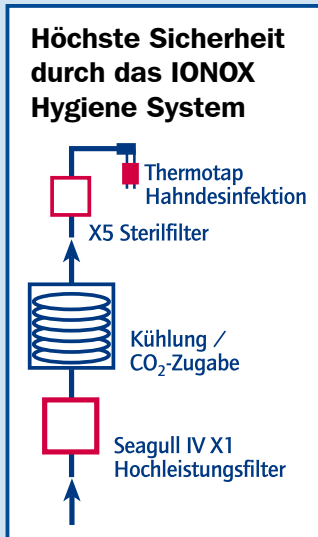 Höchste Sicherheit
durch das IONOX
Hygiene System
Thermotap
Hahndesinfektion
X5 Sterilfilter
Kühlung /
CO₂-Zugabe
Seagull IV X1
Hochleistungsfilter